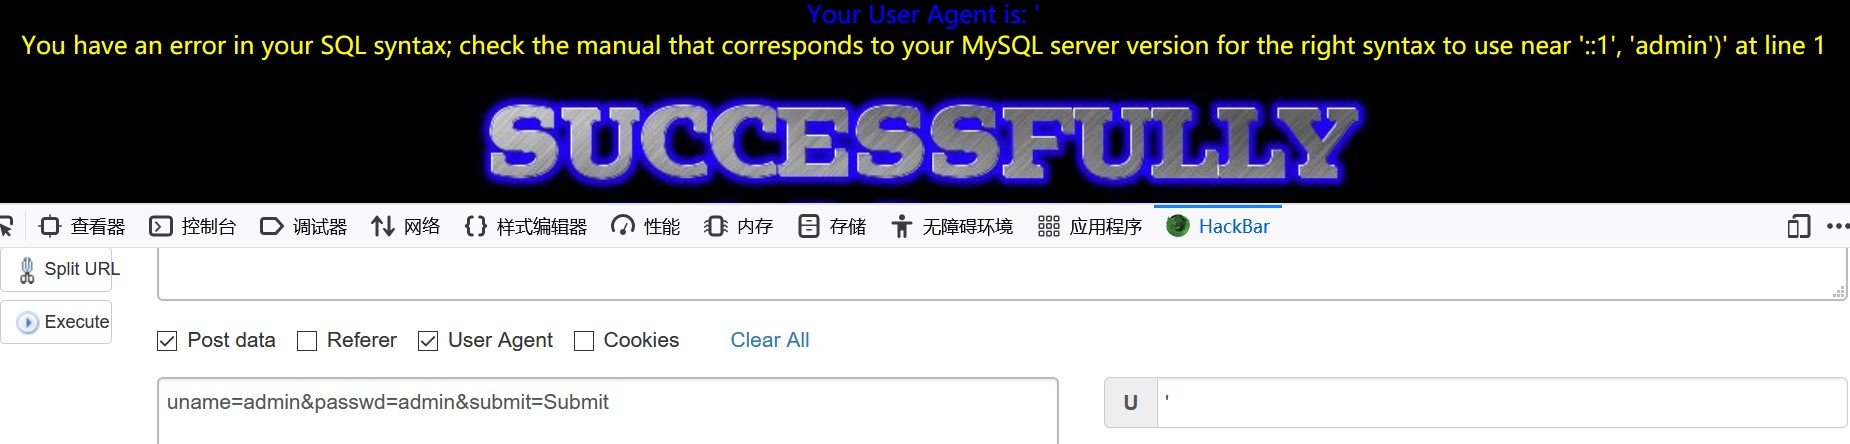 Your User Agent is: '
You have an error in your SQL syntax; check the manual that corresponds to your MySQL server version for the right syntax to use near '::1', 'admin')' at line 1
SUCCESSFULLY
查看器 控制台 调试器 网络 样式编辑器 性能 内存 存储 无障碍环境 应用程序 HackBar
Split URL
Execute
Post data Referer User Agent Cookies Clear All
uname=admin&passwd=admin&submit=Submit U '